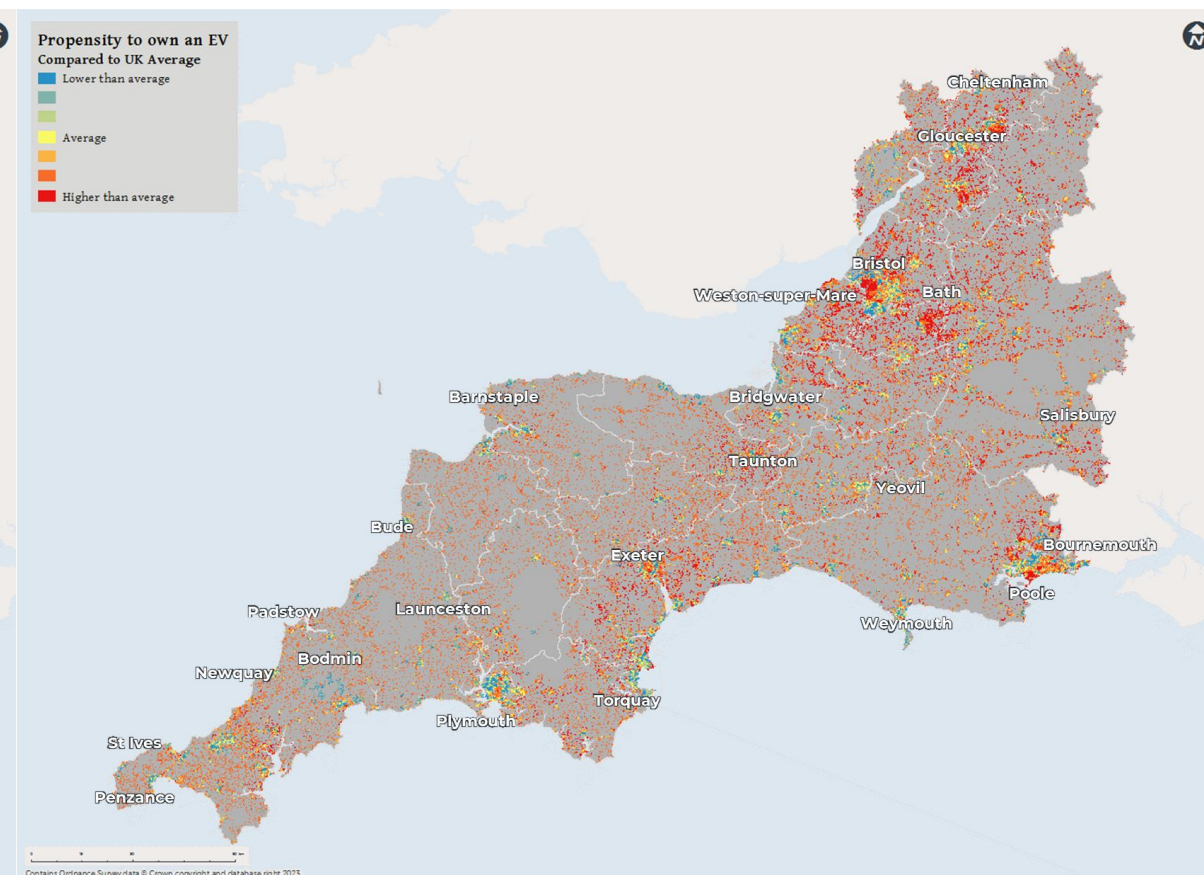 Propensity to own an EV
Compared to UK Average
Lower than average
Average
Higher than average
N
Cheltenham
Gloucester
Bristol
Weston-super-Mare
Bath
Barnstaple
Bridgwater
Salisbury
Taunton
Yeovil
Bude
Exeter
Bournemouth
Padstow
Launceston
Poole
Weymouth
Bodmin
Newquay
Torquay
Plymouth
St Ives
Penzance
Contains Ordnance Survey data © Crown copyright and database right 2023